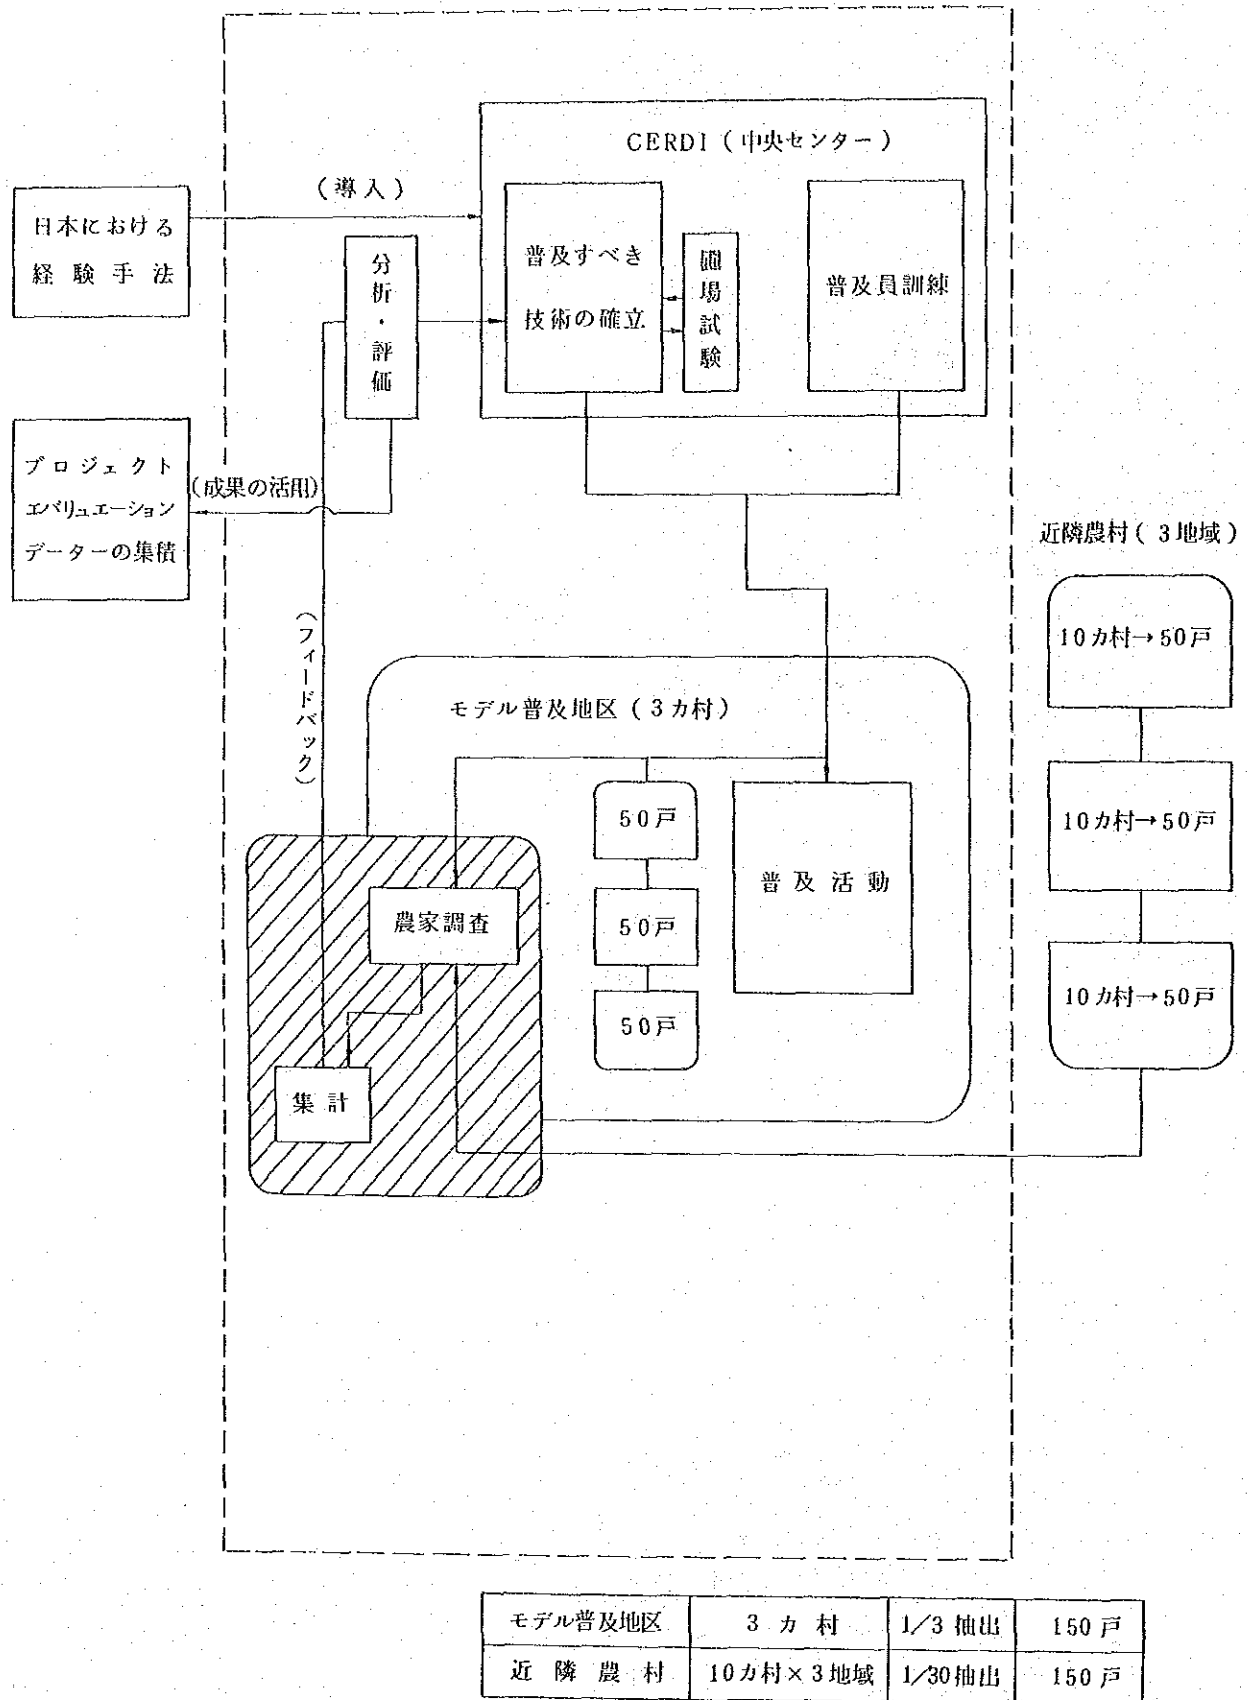 CERDI(中央センター)
(導入)
日本における
経験手法
分析・評価
普及すべき
技術の確立
圃場試験
普及員訓練
プロジェクト
エバリュエーション
データーの集積
(成果の活用)
近隣農村(3地域)
10カ村→50戸
10カ村→50戸
10カ村→50戸
(フィードバック)
モデル普及地区(3カ村)
50戸
50戸
50戸
普及活動
農家調査
集計
モデル普及地区 3カ村 1/3抽出 150戸
近隣農村 10カ村×3地域 1/30抽出 150戸